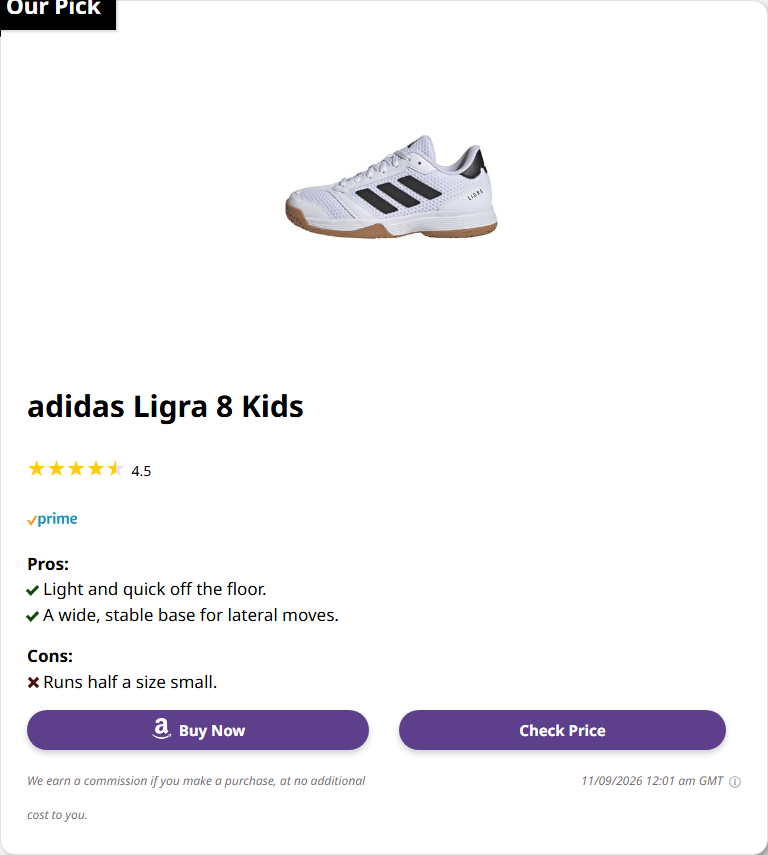 Our Pick
LIGRA
adidas Ligra 8 Kids
4.5
prime
Pros:
Light and quick off the floor.
A wide, stable base for lateral moves.
Cons:
Runs half a size small.
a Buy Now
Check Price
We earn a commission if you make a purchase, at no additional
cost to you.
11/09/2026 12:01 am GMT